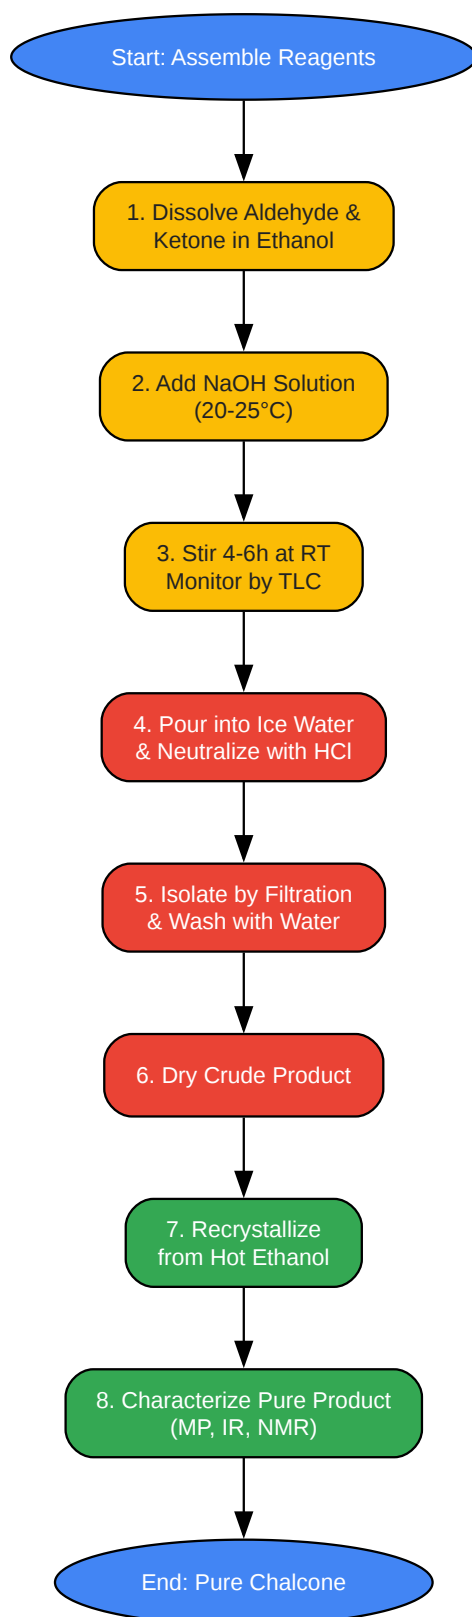 Start: Assemble Reagents
1. Dissolve Aldehyde &
Ketone in Ethanol
2. Add NaOH Solution
(20-25°C)
3. Stir 4-6h at RT
Monitor by TLC
4. Pour into Ice Water
& Neutralize with HCl
5. Isolate by Filtration
& Wash with Water
6. Dry Crude Product
7. Recrystallize
from Hot Ethanol
8. Characterize Pure Product
(MP, IR, NMR)
End: Pure Chalcone